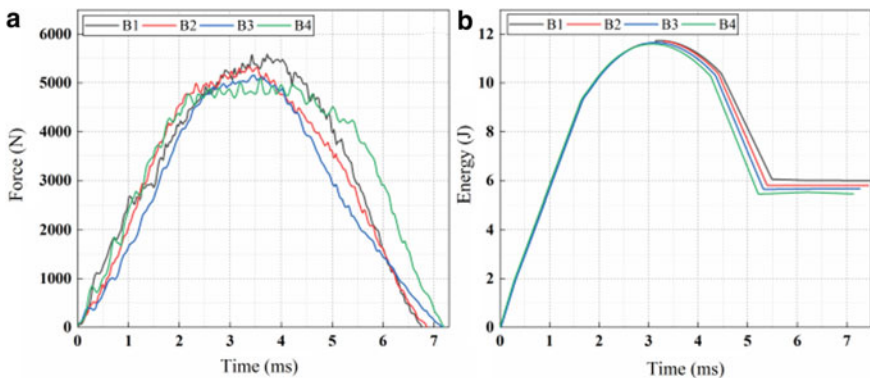 a
B1 B2 B3 B4
6000
5000
4000
3000
2000
1000
0
Force (N)
0 1 2 3 4 5 6 7
Time (ms)
b
B1 B2 B3 B4
12
10
8
6
4
2
0
Energy (J)
0 1 2 3 4 5 6 7
Time (ms)